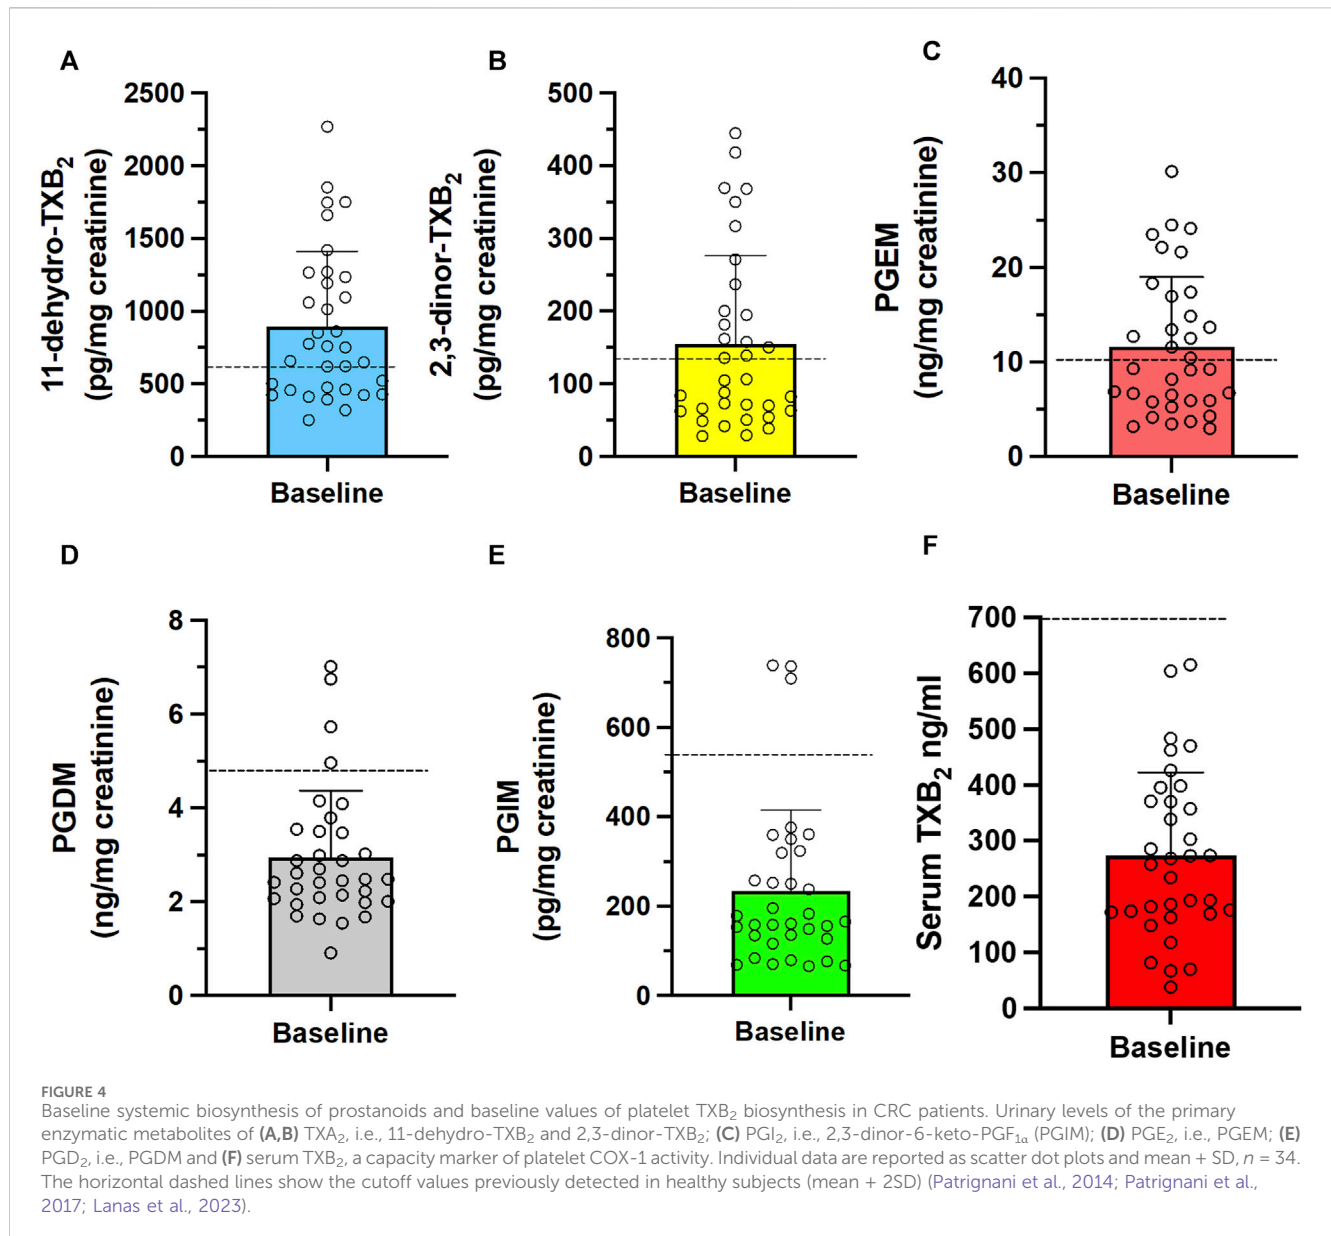 A
2500
2000
1500
1000
500
0
11-dehydro-TXB₂
(pg/mg creatinine)
Baseline
B
500
400
300
200
100
0
2,3-dinor-TXB₂
(pg/mg creatinine)
Baseline
C
40
30
20
10
0
PGEM
(ng/mg creatinine)
Baseline
D
8
6
4
2
0
PGDM
(ng/mg creatinine)
Baseline
E
800
600
400
200
0
PGIM
(pg/mg creatinine)
Baseline
F
700
600
500
400
300
200
100
0
Serum TXB₂ ng/ml
Baseline
FIGURE 4
Baseline systemic biosynthesis of prostanoids and baseline values of platelet TXB₂ biosynthesis in CRC patients. Urinary levels of the primary
enzymatic metabolites of (A,B) TXA₂, i.e., 11-dehydro-TXB₂ and 2,3-dinor-TXB₂; (C) PGI₂, i.e., 2,3-dinor-6-keto-PGF₁α (PGIM); (D) PGE₂, i.e., PGEM; (E)
PGD₂, i.e., PGDM and (F) serum TXB₂, a capacity marker of platelet COX-1 activity. Individual data are reported as scatter dot plots and mean + SD, n = 34.
The horizontal dashed lines show the cutoff values previously detected in healthy subjects (mean + 2SD) (Patrignani et al., 2014; Patrignani et al.,
2017; Lanas et al., 2023).